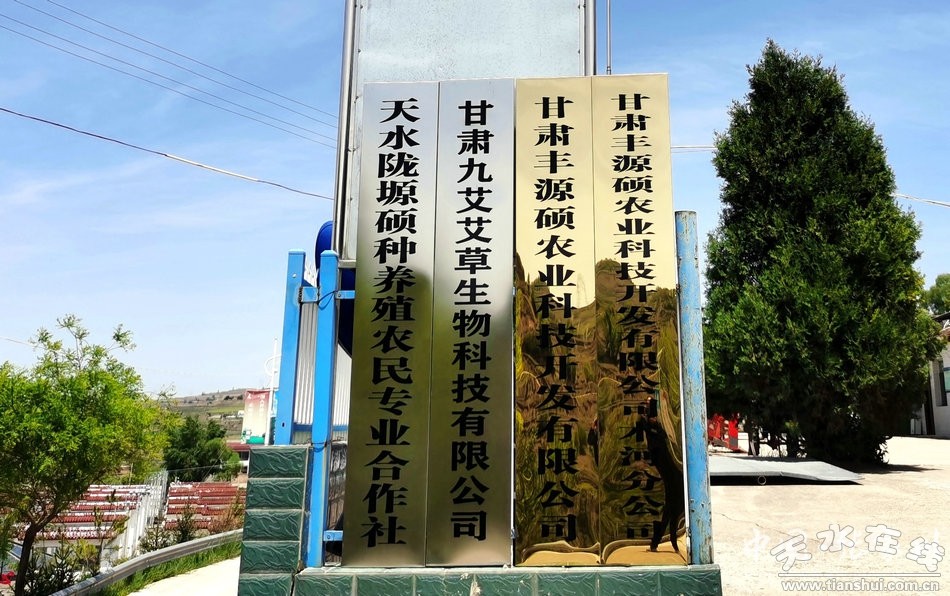 天水陇塬硕种养殖农民专业合作社
甘肃九艾艾草生物科技有限公司
甘肃丰源硕农业科技开发有限公司
甘肃丰源硕农业科技开发有限公司木河分公司
天水在线
www.tianshui.com.cn